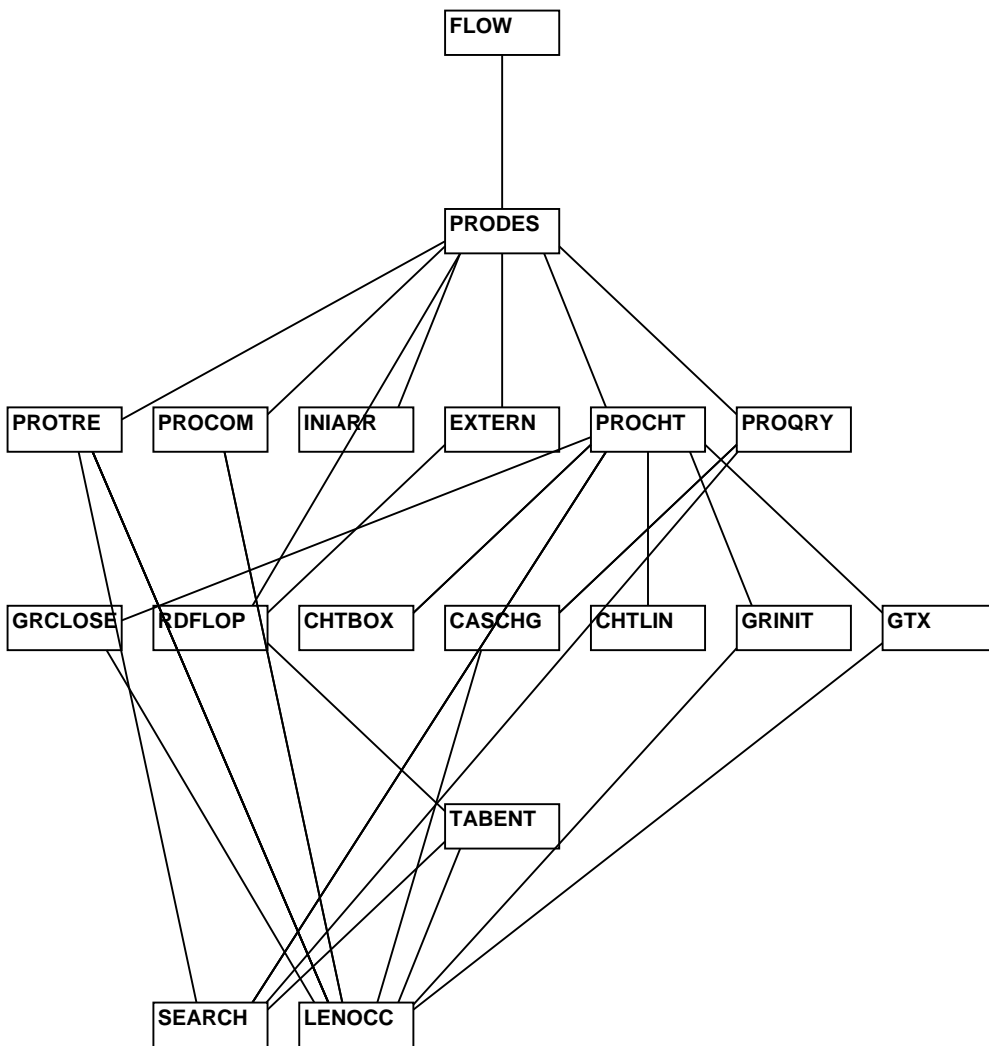 FLOW
PRODES
PROTRE PROCOM INIARR EXTERN PROCHT PROQRY
GRCLOSE RDFLOP CHTBOX CASCHG CHTLIN GRINIT GTX
TABENT
SEARCH LENOCC